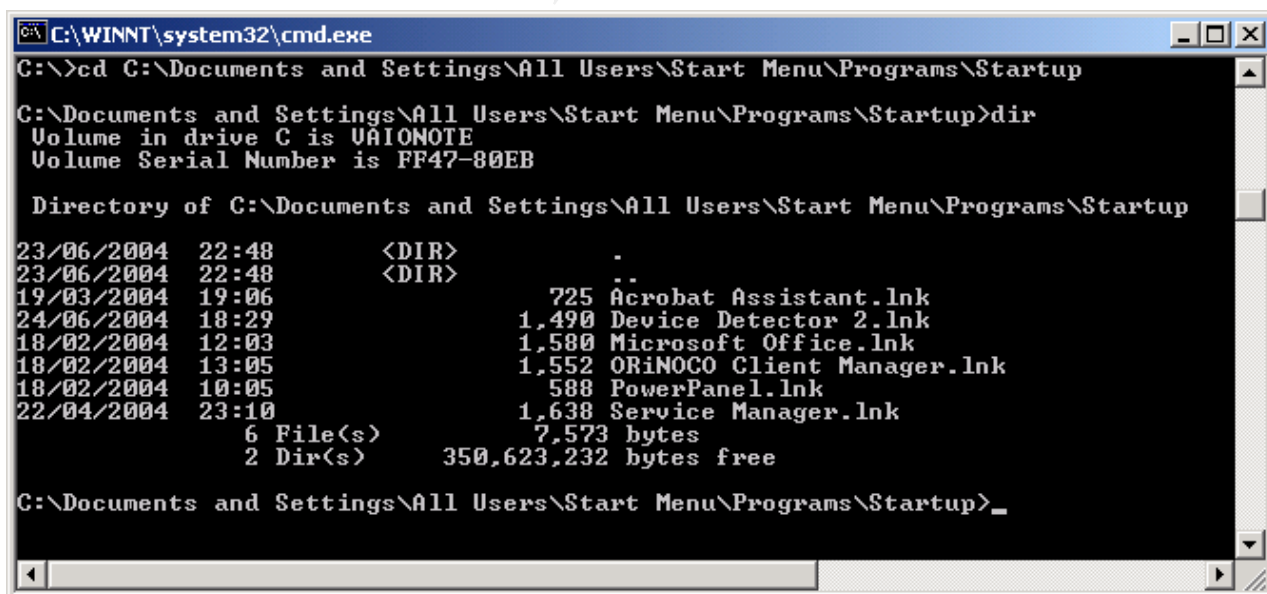 C:\WINNT\system32\cmd.exe
C:\>cd C:\Documents and Settings\All Users\Start Menu\Programs\Startup
C:\Documents and Settings\All Users\Start Menu\Programs\Startup>dir
 Volume in drive C is VAIONOTE
 Volume Serial Number is FF47-80EB
 Directory of C:\Documents and Settings\All Users\Start Menu\Programs\Startup
23/06/2004  22:48       <DIR>          .
23/06/2004  22:48       <DIR>          ..
19/03/2004  19:06                  725 Acrobat Assistant.lnk
24/06/2004  18:29                1,490 Device Detector 2.lnk
18/02/2004  12:03                1,580 Microsoft Office.lnk
18/02/2004  13:05                1,552 ORiNOCO Client Manager.lnk
18/02/2004  10:05                  588 PowerPanel.lnk
22/04/2004  23:10                1,638 Service Manager.lnk
               6 File(s)          7,573 bytes
               2 Dir(s)     350,623,232 bytes free
C:\Documents and Settings\All Users\Start Menu\Programs\Startup>_